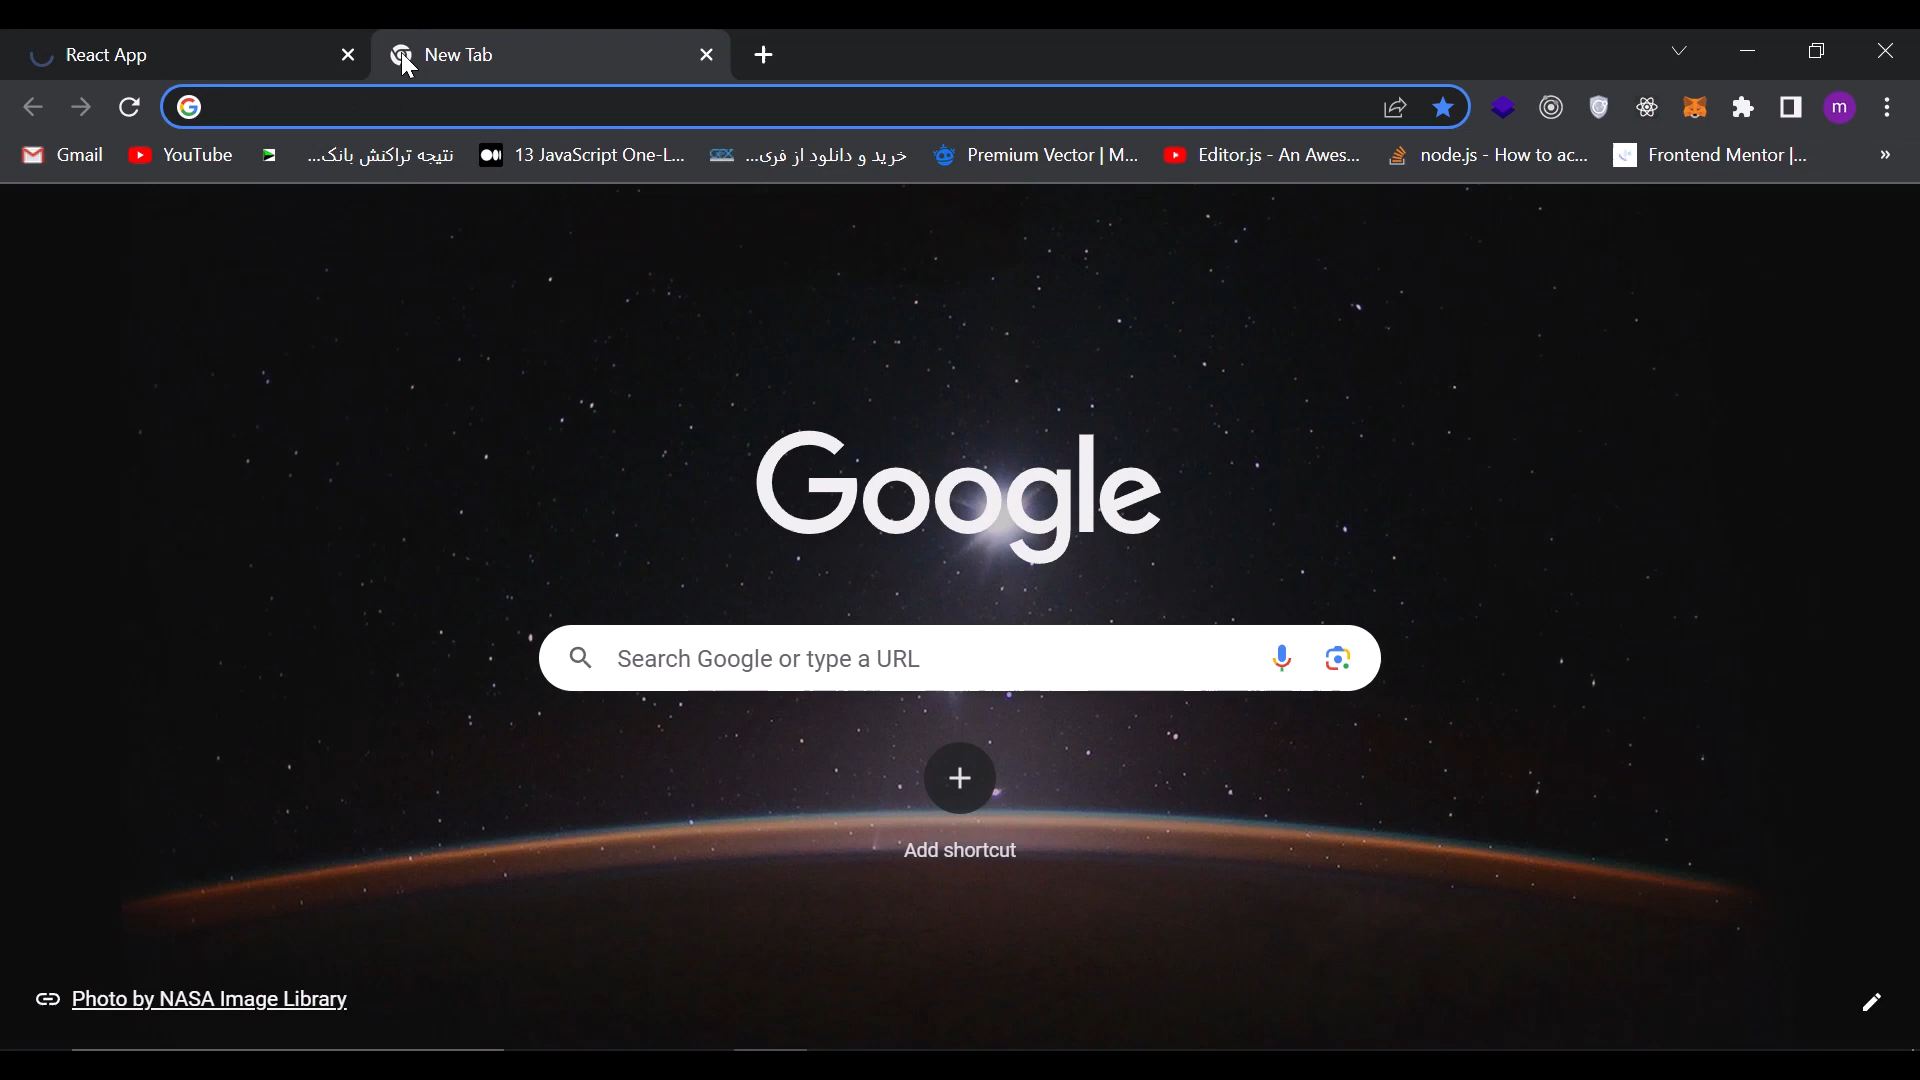 React App
New Tab
m
Gmail
YouTube
نتیجه تراکنش بانک...
13 JavaScript One-L...
خرید و دانلود از فری...
Premium Vector | M...
Editor.js - An Awes...
node.js - How to ac...
Frontend Mentor |...
»
Google
Search Google or type a URL
Add shortcut
Photo by NASA Image Library